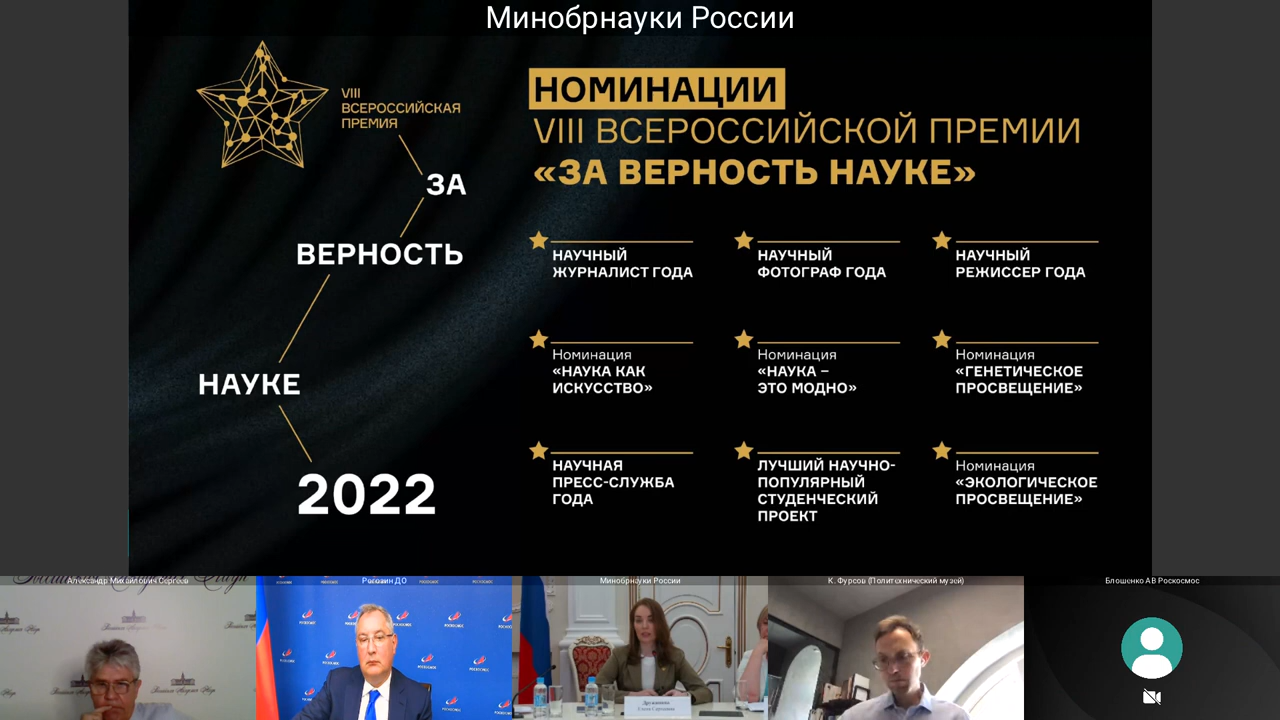 Минобрнауки России
VIII
ВСЕРОССИЙСКАЯ
ПРЕМИЯ
ЗА
ВЕРНОСТЬ
НАУКЕ
2022
НОМИНАЦИИ
VIII ВСЕРОССИЙСКОЙ ПРЕМИИ
«ЗА ВЕРНОСТЬ НАУКЕ»
НАУЧНЫЙ
ЖУРНАЛИСТ ГОДА
НАУЧНЫЙ
ФОТОГРАФ ГОДА
НАУЧНЫЙ
РЕЖИССЕР ГОДА
Номинация
«НАУКА КАК
ИСКУССТВО»
Номинация
«НАУКА –
ЭТО МОДНО»
Номинация
«ГЕНЕТИЧЕСКОЕ
ПРОСВЕЩЕНИЕ»
НАУЧНАЯ
ПРЕСС-СЛУЖБА
ГОДА
ЛУЧШИЙ НАУЧНО-
ПОПУЛЯРНЫЙ
СТУДЕНЧЕСКИЙ
ПРОЕКТ
Номинация
«ЭКОЛОГИЧЕСКОЕ
ПРОСВЕЩЕНИЕ»
Александр Михайлович Сергеев
Рогозин ДО
Минобрнауки России
К. Фурсов (Политехнический музей)
Блошенко АВ Роскосмос
РОСКОСМОС